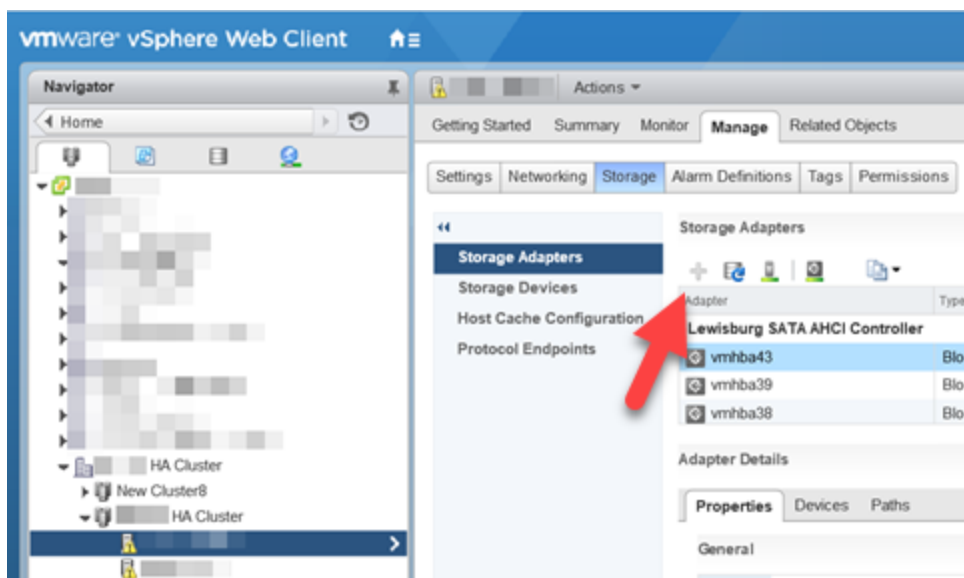 vmware vSphere Web Client
Navigator
Home
Actions
Getting Started Summary Monitor Manage Related Objects
Settings Networking Storage Alarm Definitions Tags Permissions
Storage Adapters
Storage Devices
Host Cache Configuration
Protocol Endpoints
Storage Adapters
Adapter Type
Lewisburg SATA AHCI Controller
vmhba43 Blo
vmhba39 Blo
vmhba38 Blo
Adapter Details
Properties Devices Paths
General
HA Cluster
New Cluster8
HA Cluster